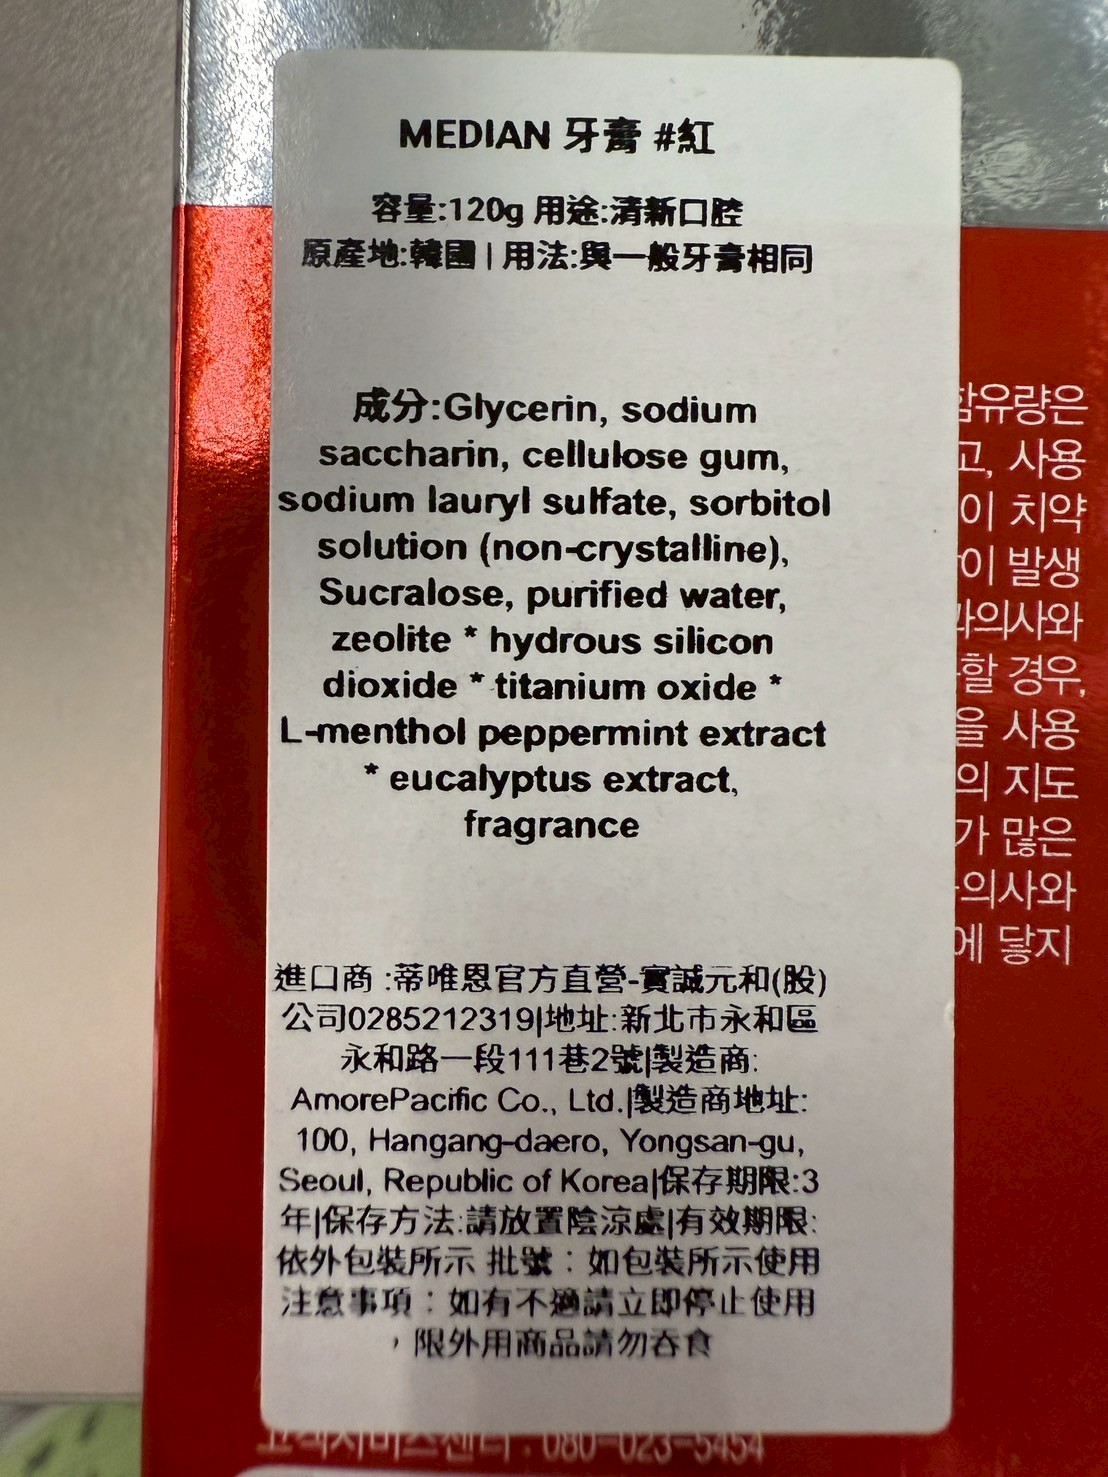 MEDIAN 牙膏 #紅
容量:120g 用途:清新口腔
原產地:韓國 | 用法:與一般牙膏相同
成分:Glycerin, sodium
saccharin, cellulose gum,
sodium lauryl sulfate, sorbitol
solution (non-crystalline),
Sucralose, purified water,
zeolite * hydrous silicon
dioxide * titanium oxide *
L-menthol peppermint extract
* eucalyptus extract,
fragrance
進口商 :蒂唯恩官方直營-實誠元和(股)
公司0285212319|地址:新北市永和區
永和路一段111巷2號|製造商:
AmorePacific Co., Ltd.|製造商地址:
100, Hangang-daero, Yongsan-gu,
Seoul, Republic of Korea|保存期限:3
年|保存方法:請放置陰涼處|有效期限:
依外包裝所示 批號：如包裝所示使用
注意事項：如有不適請立即停止使用
，限外用商品請勿吞食
함유량은
고, 사용
이 치약
이 발생
과의사와
할 경우,
을 사용
의 지도
가 많은
의사와
에 닿지
고객서비스센터 : 080-023-5454